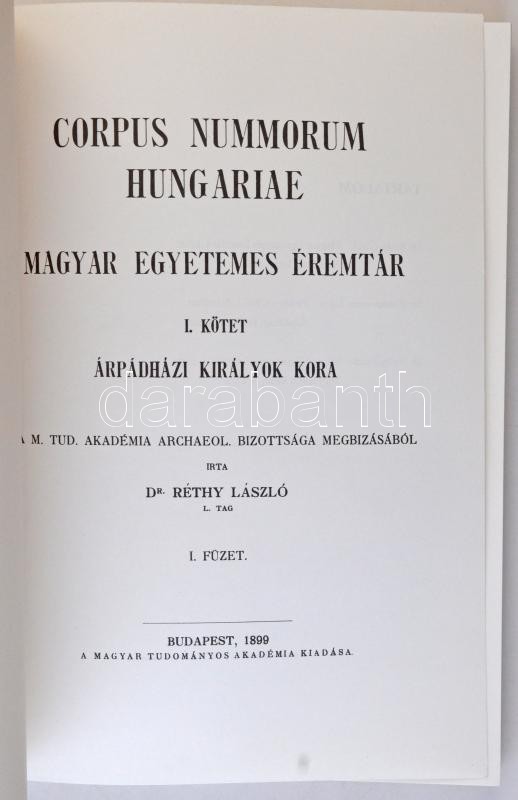 CORPUS NUMMORUM
HUNGARIAE
MAGYAR EGYETEMES ÉREMTÁR
I. KÖTET
ÁRPÁDHÁZI KIRÁLYOK KORA
darabanth
A M. TUD. AKADÉMIA ARCHAEOL. BIZOTTSÁGA MEGBIZÁSÁBÓL
IRTA
DR. RÉTHY LÁSZLÓ
L. TAG
I. FÜZET.
BUDAPEST, 1899
A MAGYAR TUDOMÁNYOS AKADÉMIA KIADÁSA.